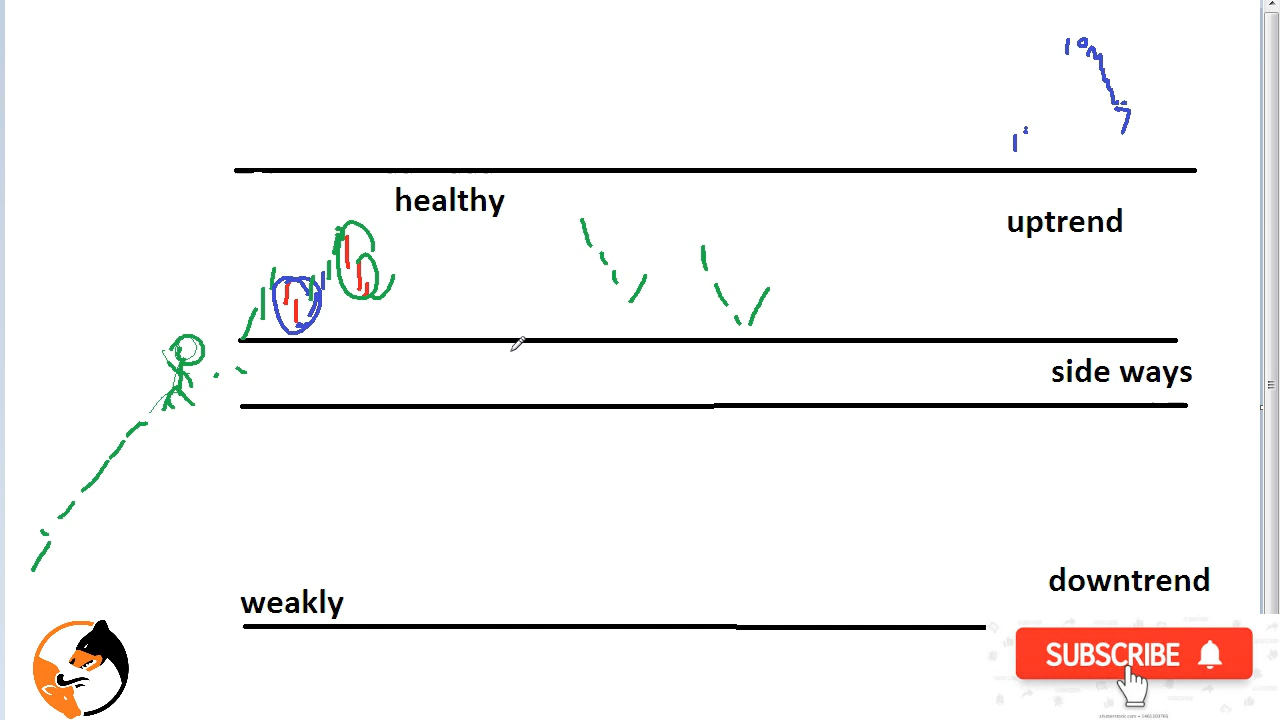 healthy
uptrend
side ways
downtrend
weakly
SUBSCRIBE